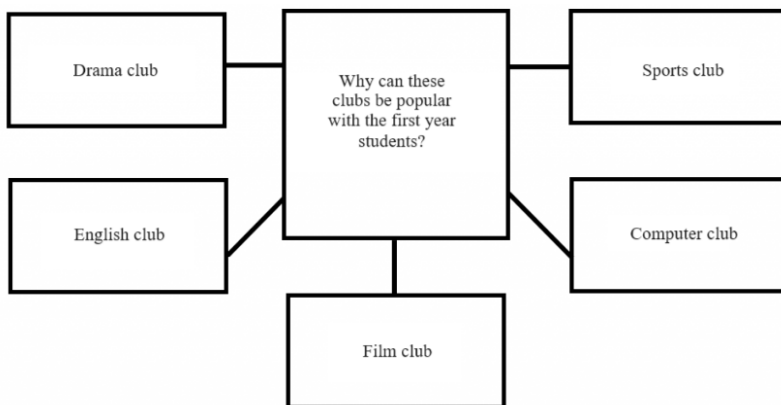 Drama club
Why can these
clubs be popular
with the first year
students?
Sports club
English club
Computer club
Film club